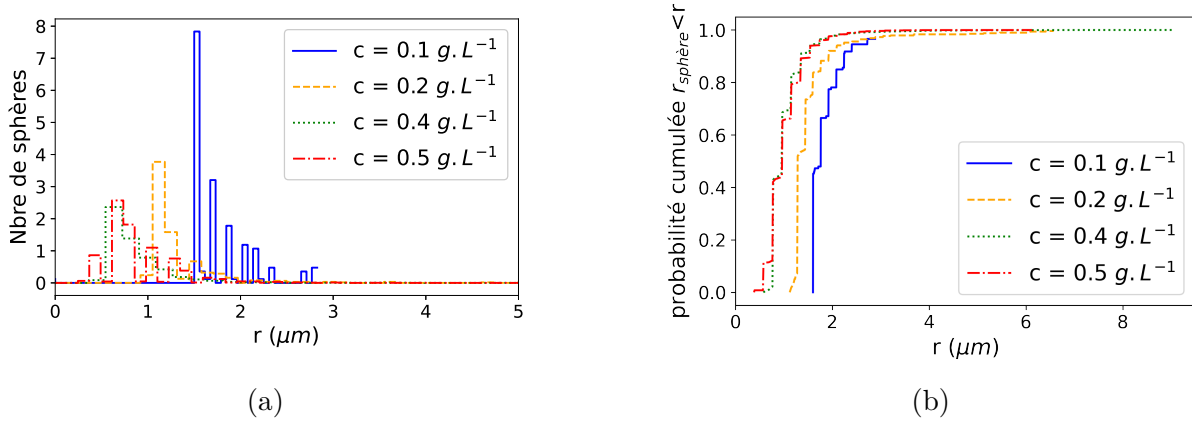 Nbre de sphères
8
7
6
5
4
3
2
1
0
0 1 2 3 4 5
r (μm)
c = 0.1 g.L⁻¹
c = 0.2 g.L⁻¹
c = 0.4 g.L⁻¹
c = 0.5 g.L⁻¹
(a)
probabilité cumulée r_sphère<r
1.0
0.8
0.6
0.4
0.2
0.0
0 2 4 6 8
r (μm)
c = 0.1 g.L⁻¹
c = 0.2 g.L⁻¹
c = 0.4 g.L⁻¹
c = 0.5 g.L⁻¹
(b)